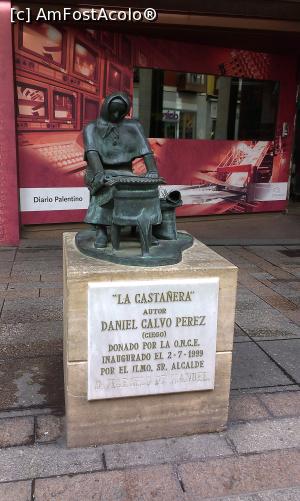 [c] AmFostAcolo®
Diario Palentino
"LA CASTAÑERA"
AUTOR
DANIEL CALVO PEREZ
(CIEGO)
DONADO POR LA O.N.C.E.
INAUGURADO EL 2-7-1999
POR EL ILMO. SR. ALCALDE